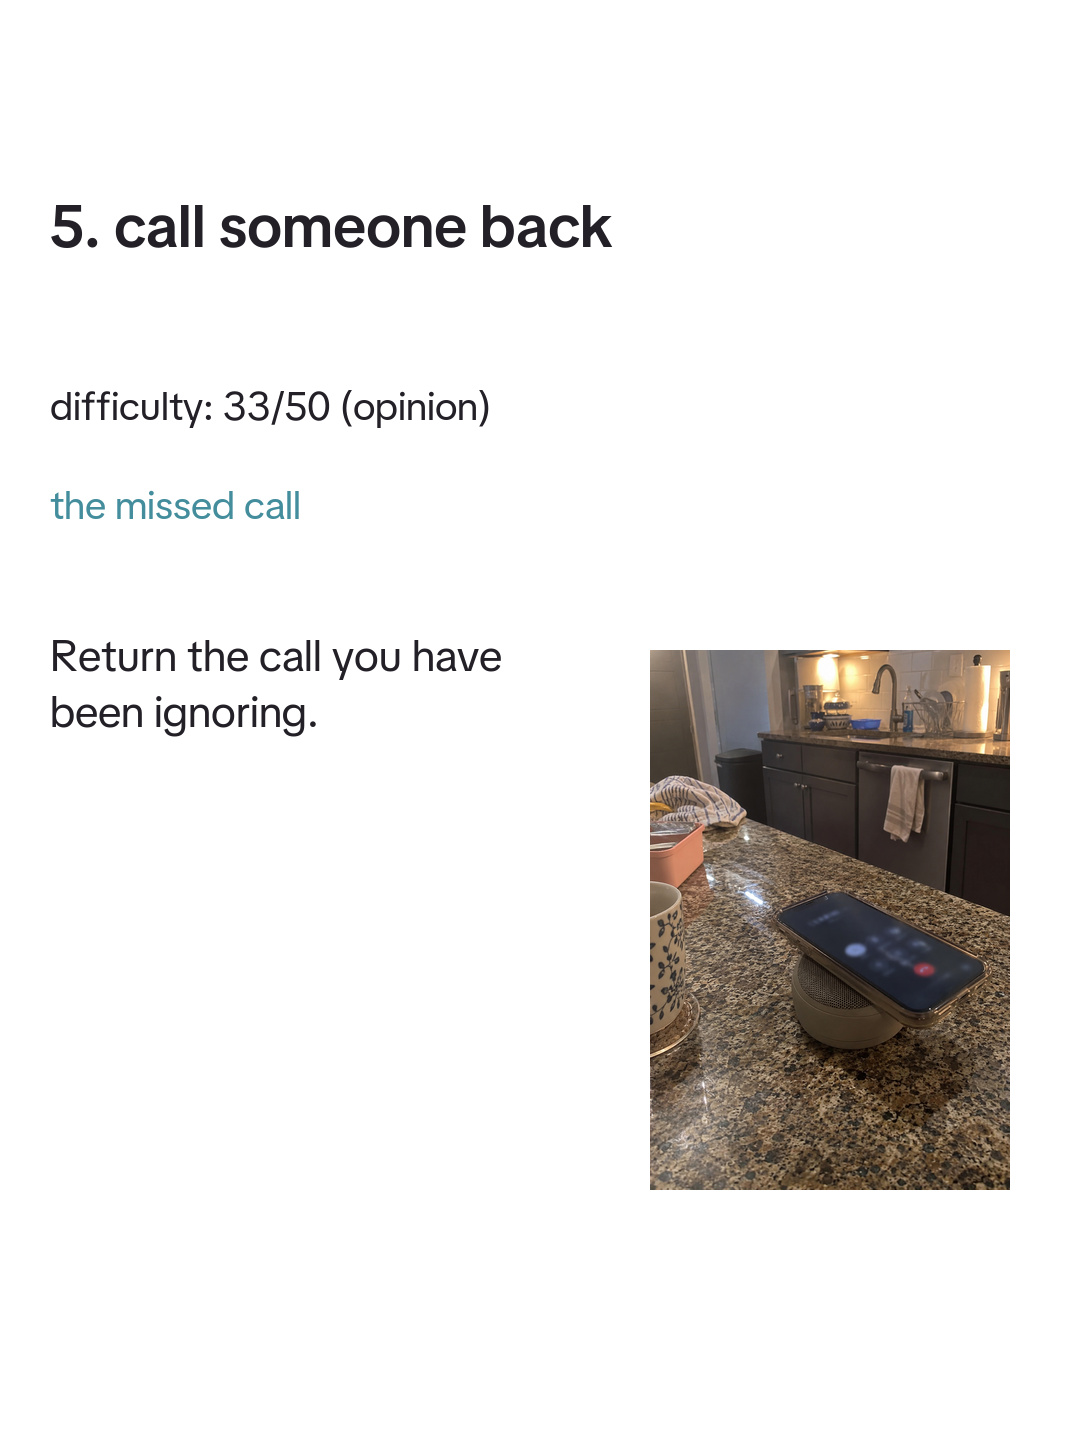 5. call someone back
difficulty: 33/50 (opinion)
the missed call
Return the call you have
been ignoring.